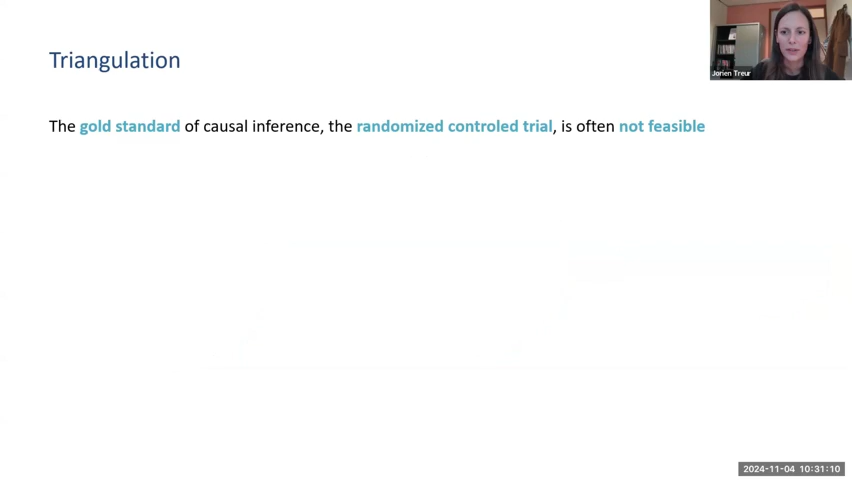 Triangulation
Jorien Treur
The gold standard of causal inference, the randomized controled trial, is often not feasible
2024-11-04 10:31:10